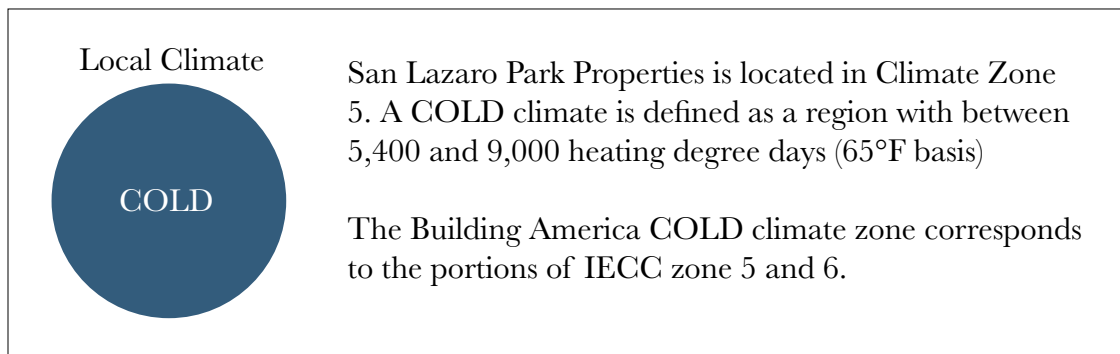 Local Climate
COLD
San Lazaro Park Properties is located in Climate Zone
5. A COLD climate is defined as a region with between
5,400 and 9,000 heating degree days (65°F basis)
The Building America COLD climate zone corresponds
to the portions of IECC zone 5 and 6.